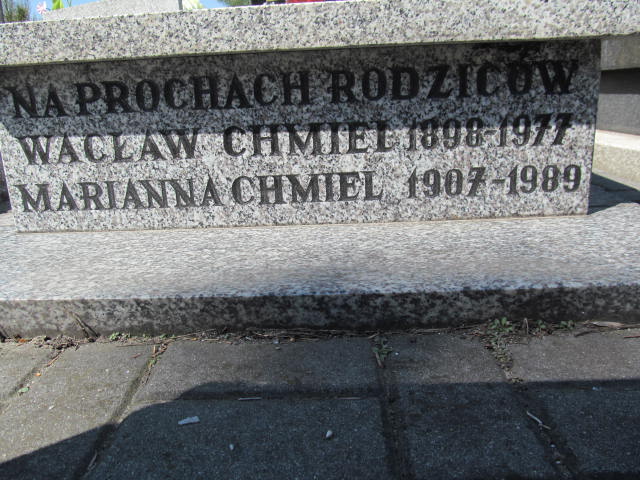 NA PROCHACH RODZICÓW
WACŁAW CHMIEL 1898-1977
MARIANNA CHMIEL 1907-1989